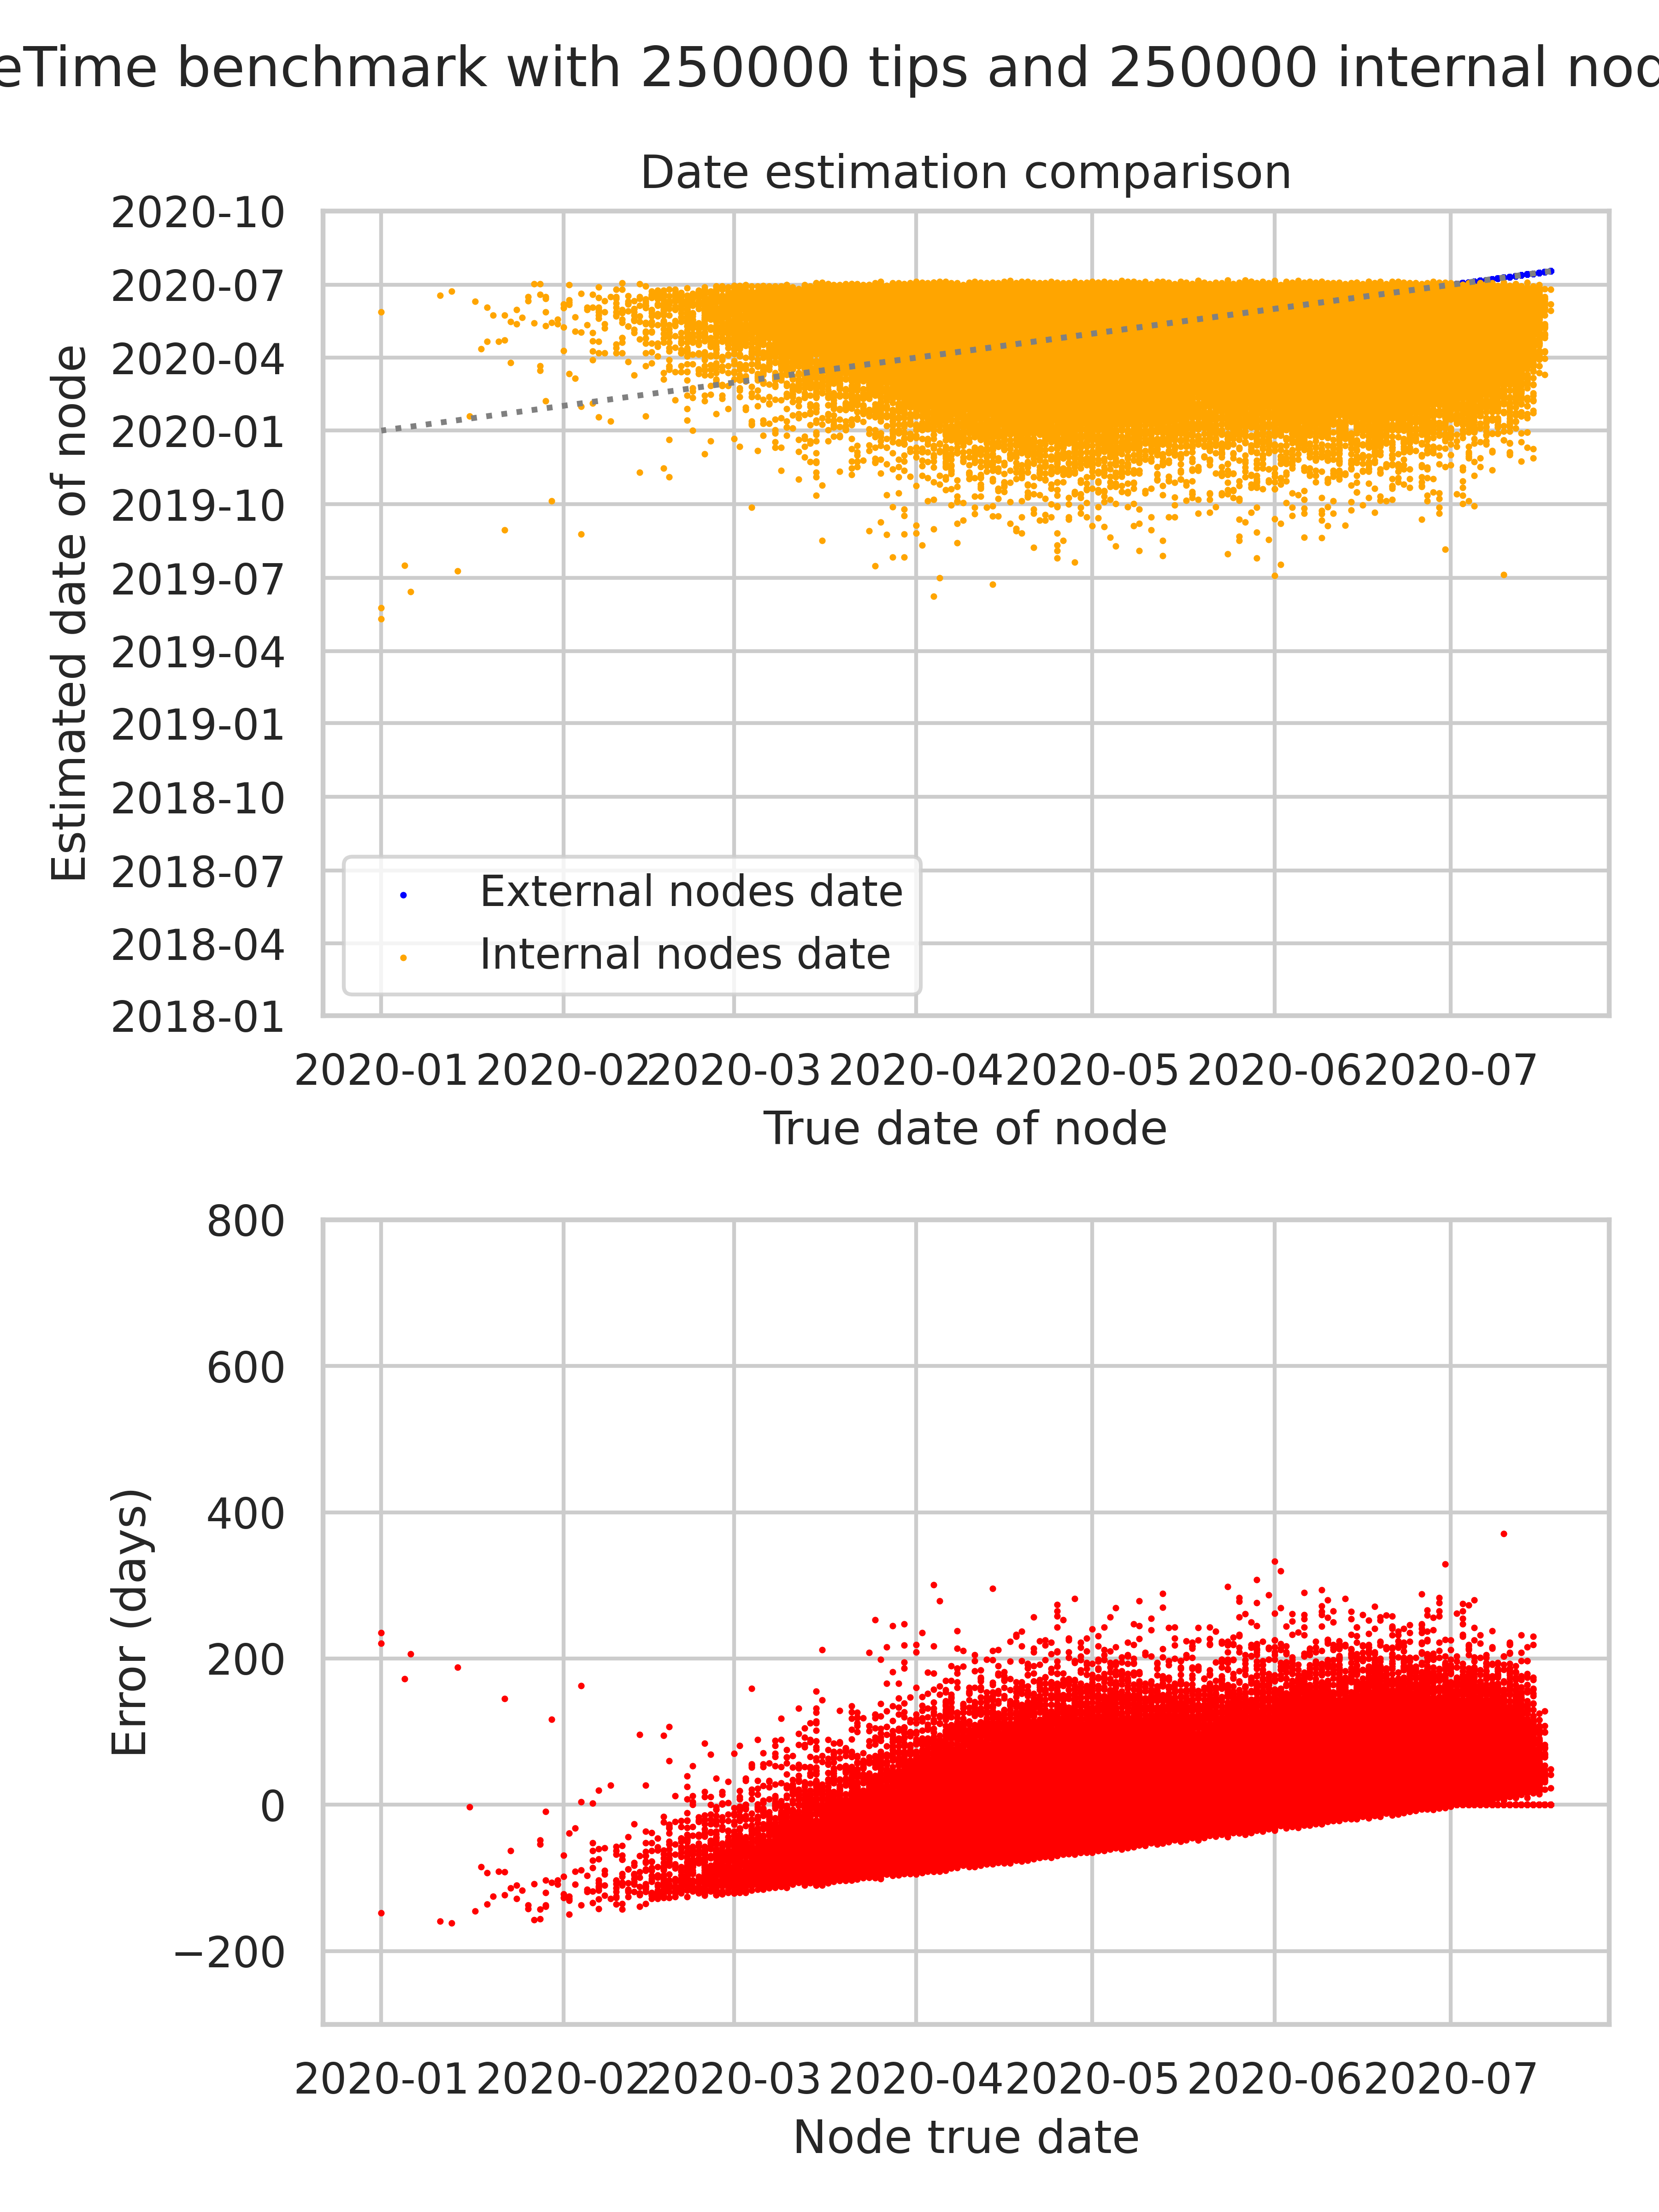 eTime benchmark with 250000 tips and 250000 internal nod
Date estimation comparison
2020-10
2020-07
2020-04
2020-01
2019-10
2019-07
2019-04
2019-01
2018-10
2018-07
2018-04
2018-01
Estimated date of node
External nodes date
Internal nodes date
2020-01 2020-02 2020-03 2020-04 2020-05 2020-06 2020-07
True date of node
800
600
400
200
0
−200
Error (days)
2020-01 2020-02 2020-03 2020-04 2020-05 2020-06 2020-07
Node true date